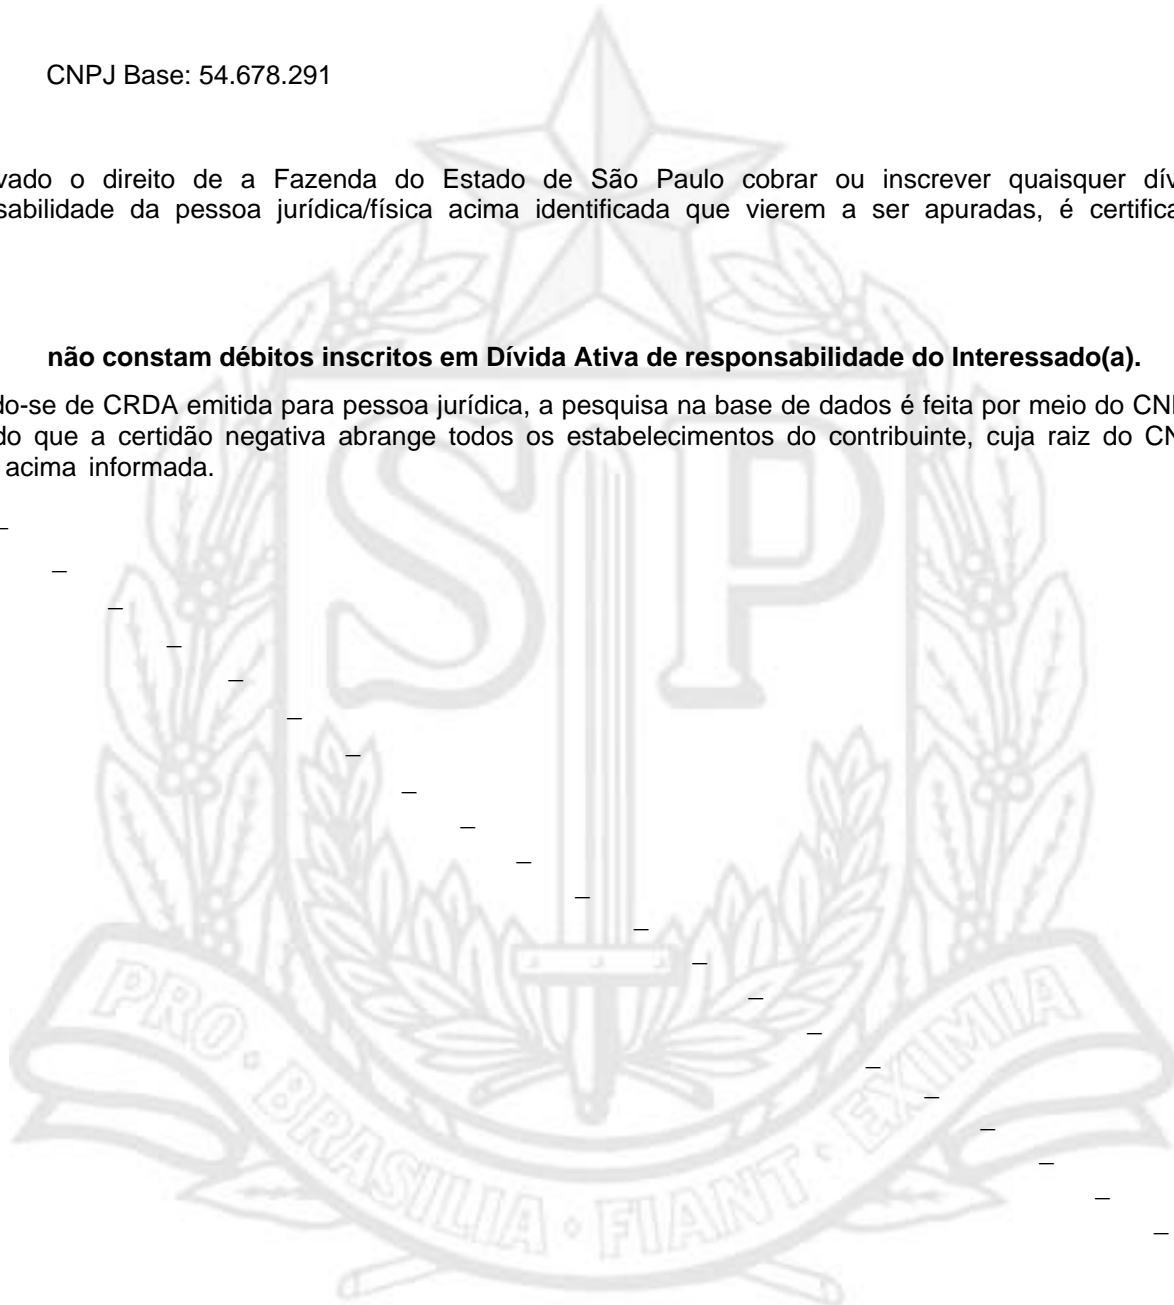 CNPJ Base: 54.678.291
vado o direito de a Fazenda do Estado de São Paulo cobrar ou inscrever quaisquer dív
sabilidade da pessoa jurídica/física acima identificada que vierem a ser apuradas, é certifica
não constam débitos inscritos em Dívida Ativa de responsabilidade do Interessado(a).
do-se de CRDA emitida para pessoa jurídica, a pesquisa na base de dados é feita por meio do CN
do que a certidão negativa abrange todos os estabelecimentos do contribuinte, cuja raiz do CN
acima informada.
SP
PRO • BRASILIA • FIANT • EXIMIA